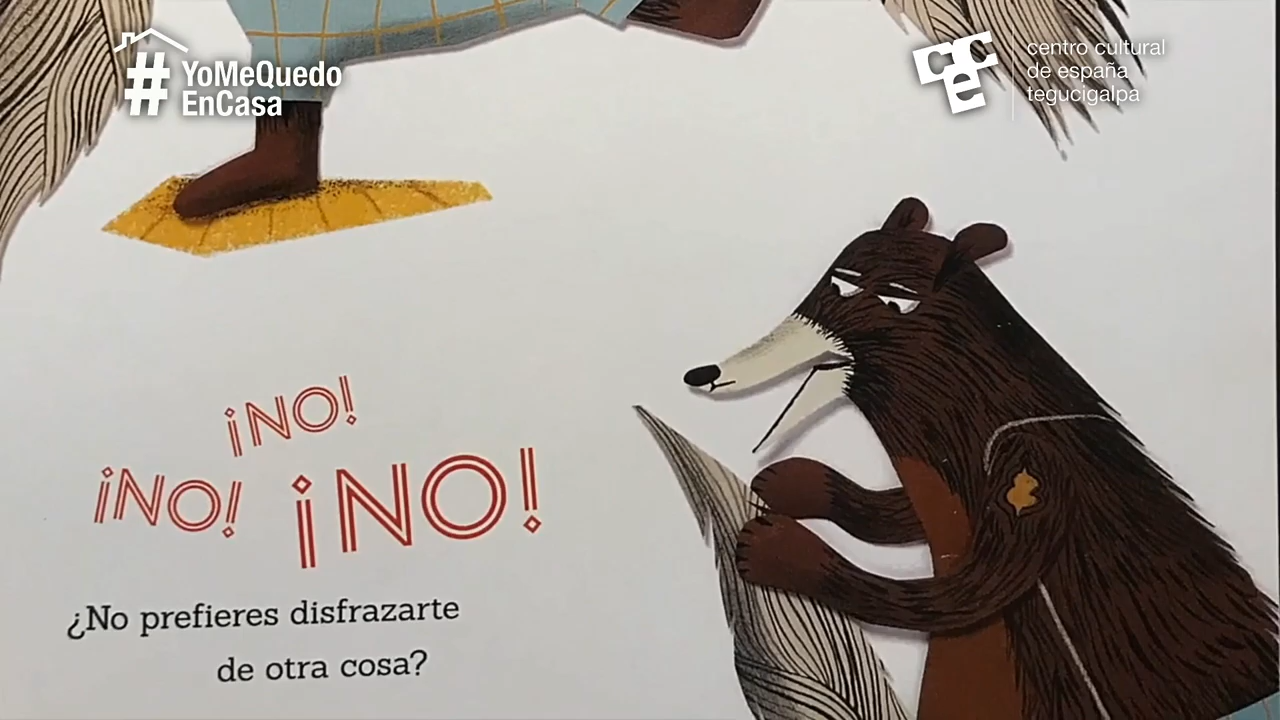 #YoMeQuedo
EnCasa
cce
centro cultural
de españa
tegucigalpa
¡NO!
¡NO! ¡NO!
¿No prefieres disfrazarte
de otra cosa?